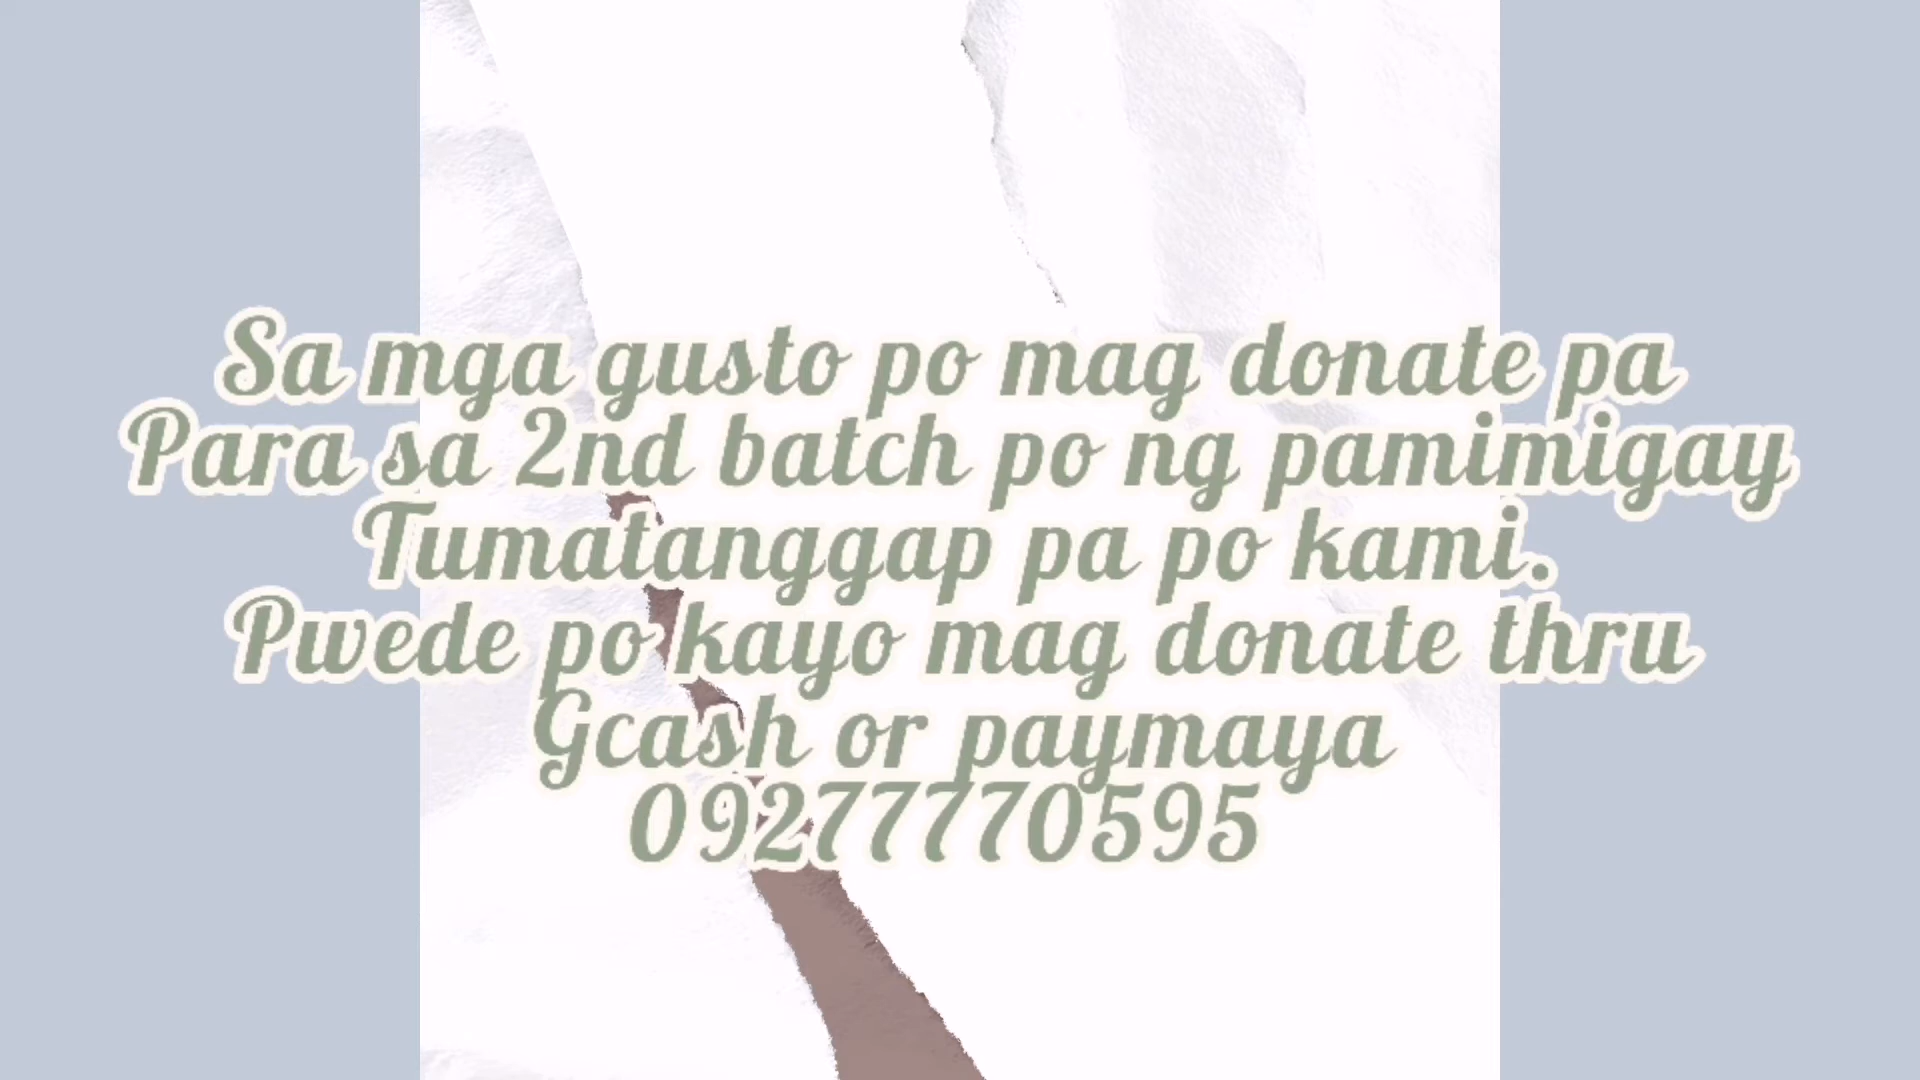 Sa mga gusto po mag donate pa
Para sa 2nd batch po ng pamimigay
Tumatanggap pa po kami.
Pwede po kayo mag donate thru
Gcash or paymaya
09277770595